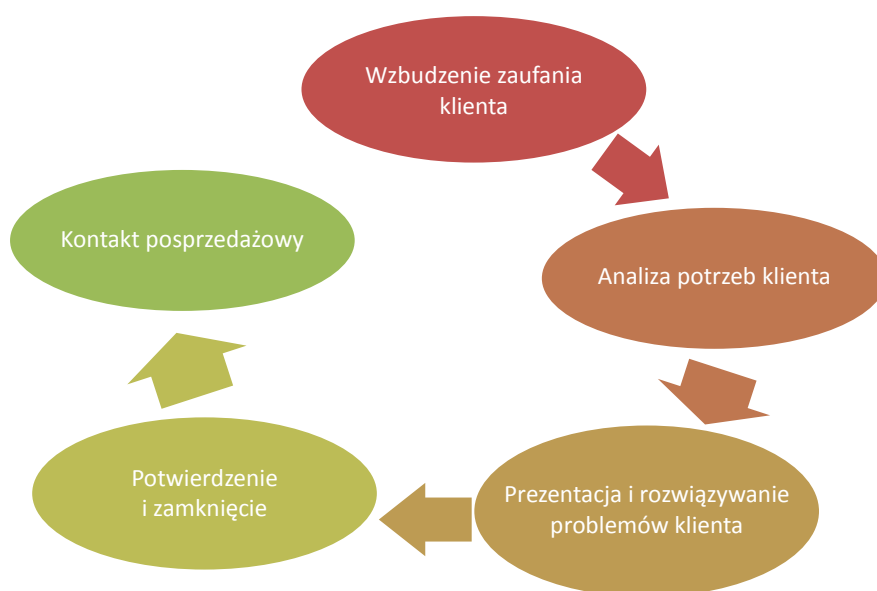 Wzbudzenie zaufania
klienta
Analiza potrzeb klienta
Prezentacja i rozwiązywanie
problemów klienta
Potwierdzenie
i zamknięcie
Kontakt posprzedażowy